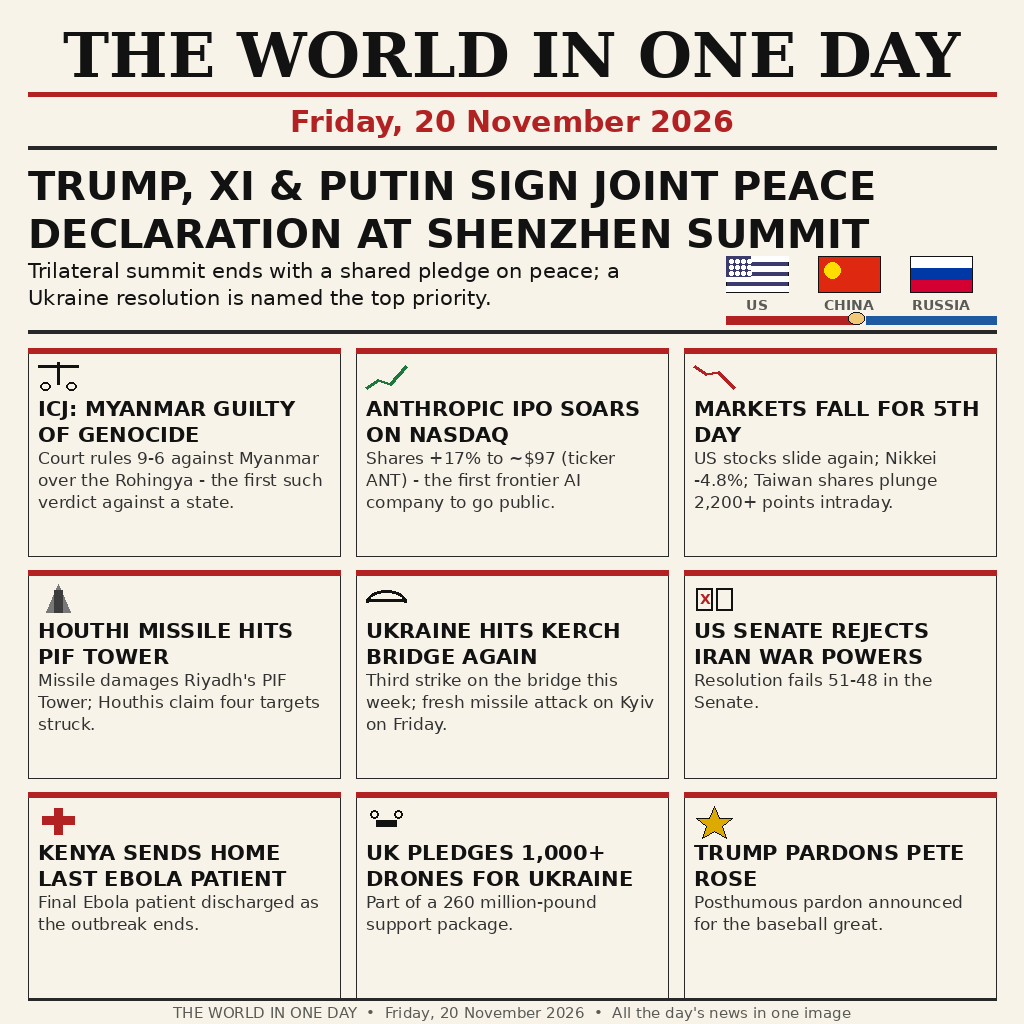 THE WORLD IN ONE DAY
Friday, 20 November 2026
TRUMP, XI & PUTIN SIGN JOINT PEACE
DECLARATION AT SHENZHEN SUMMIT
Trilateral summit ends with a shared pledge on peace; a
Ukraine resolution is named the top priority.
US
CHINA
RUSSIA
ICJ: MYANMAR GUILTY
OF GENOCIDE
Court rules 9-6 against Myanmar
over the Rohingya - the first such
verdict against a state.
ANTHROPIC IPO SOARS
ON NASDAQ
Shares +17% to ~$97 (ticker
ANT) - the first frontier AI
company to go public.
MARKETS FALL FOR 5TH
DAY
US stocks slide again; Nikkei
-4.8%; Taiwan shares plunge
2,200+ points intraday.
HOUTHI MISSILE HITS
PIF TOWER
Missile damages Riyadh's PIF
Tower; Houthis claim four targets
struck.
UKRAINE HITS KERCH
BRIDGE AGAIN
Third strike on the bridge this
week; fresh missile attack on Kyiv
on Friday.
X
US SENATE REJECTS
IRAN WAR POWERS
Resolution fails 51-48 in the
Senate.
KENYA SENDS HOME
LAST EBOLA PATIENT
Final Ebola patient discharged as
the outbreak ends.
UK PLEDGES 1,000+
DRONES FOR UKRAINE
Part of a 260 million-pound
support package.
TRUMP PARDONS PETE
ROSE
Posthumous pardon announced
for the baseball great.
THE WORLD IN ONE DAY • Friday, 20 November 2026 • All the day's news in one image